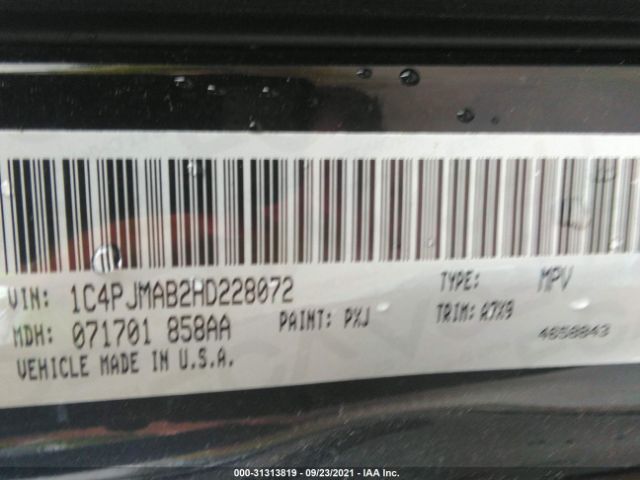 VIN: 1C4PJMAB2HD228072 TYPE: MPV
MDH: 071701 858AA PAINT: PXJ TRIM: A7X9
VEHICLE MADE IN U.S.A. 4858843
000-31313819 - 09/23/2021 - IAA Inc.